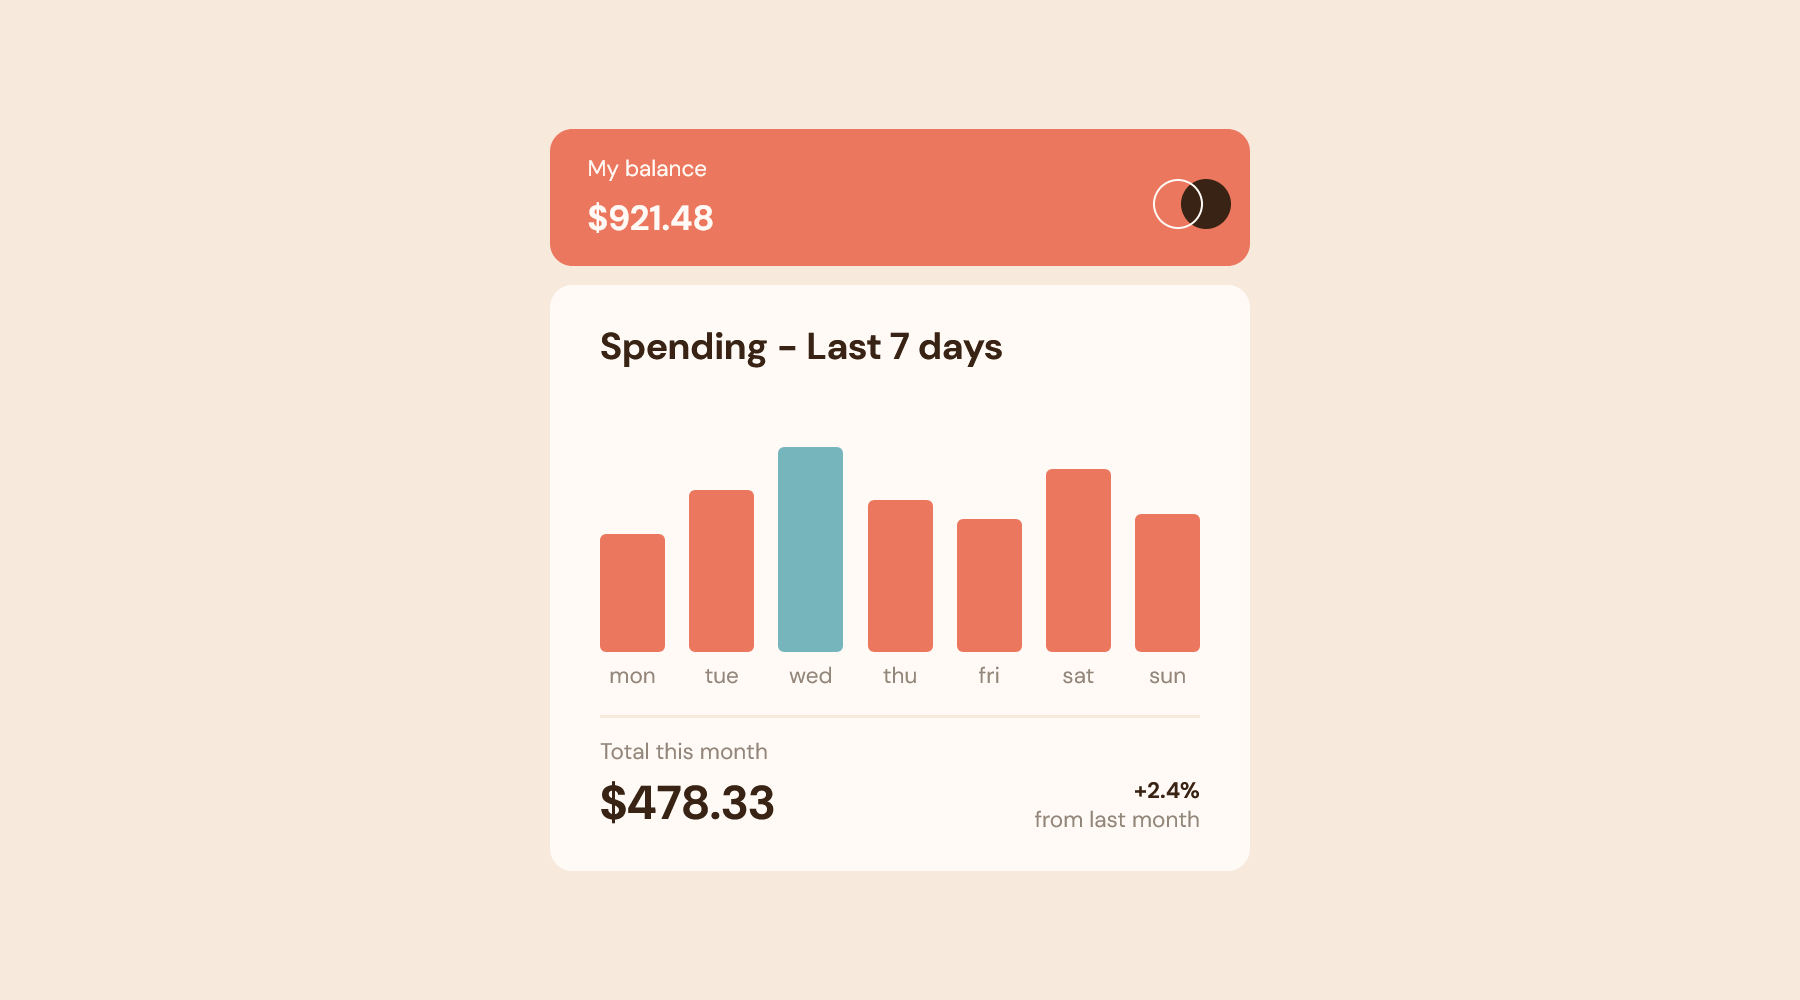 My balance
$921.48
Spending - Last 7 days
mon tue wed thu fri sat sun
Total this month
$478.33
+2.4%
from last month